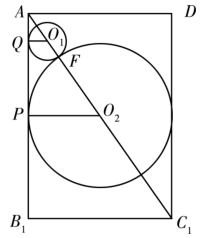 A D
Q O₁
F
P O₂
B₁ C₁